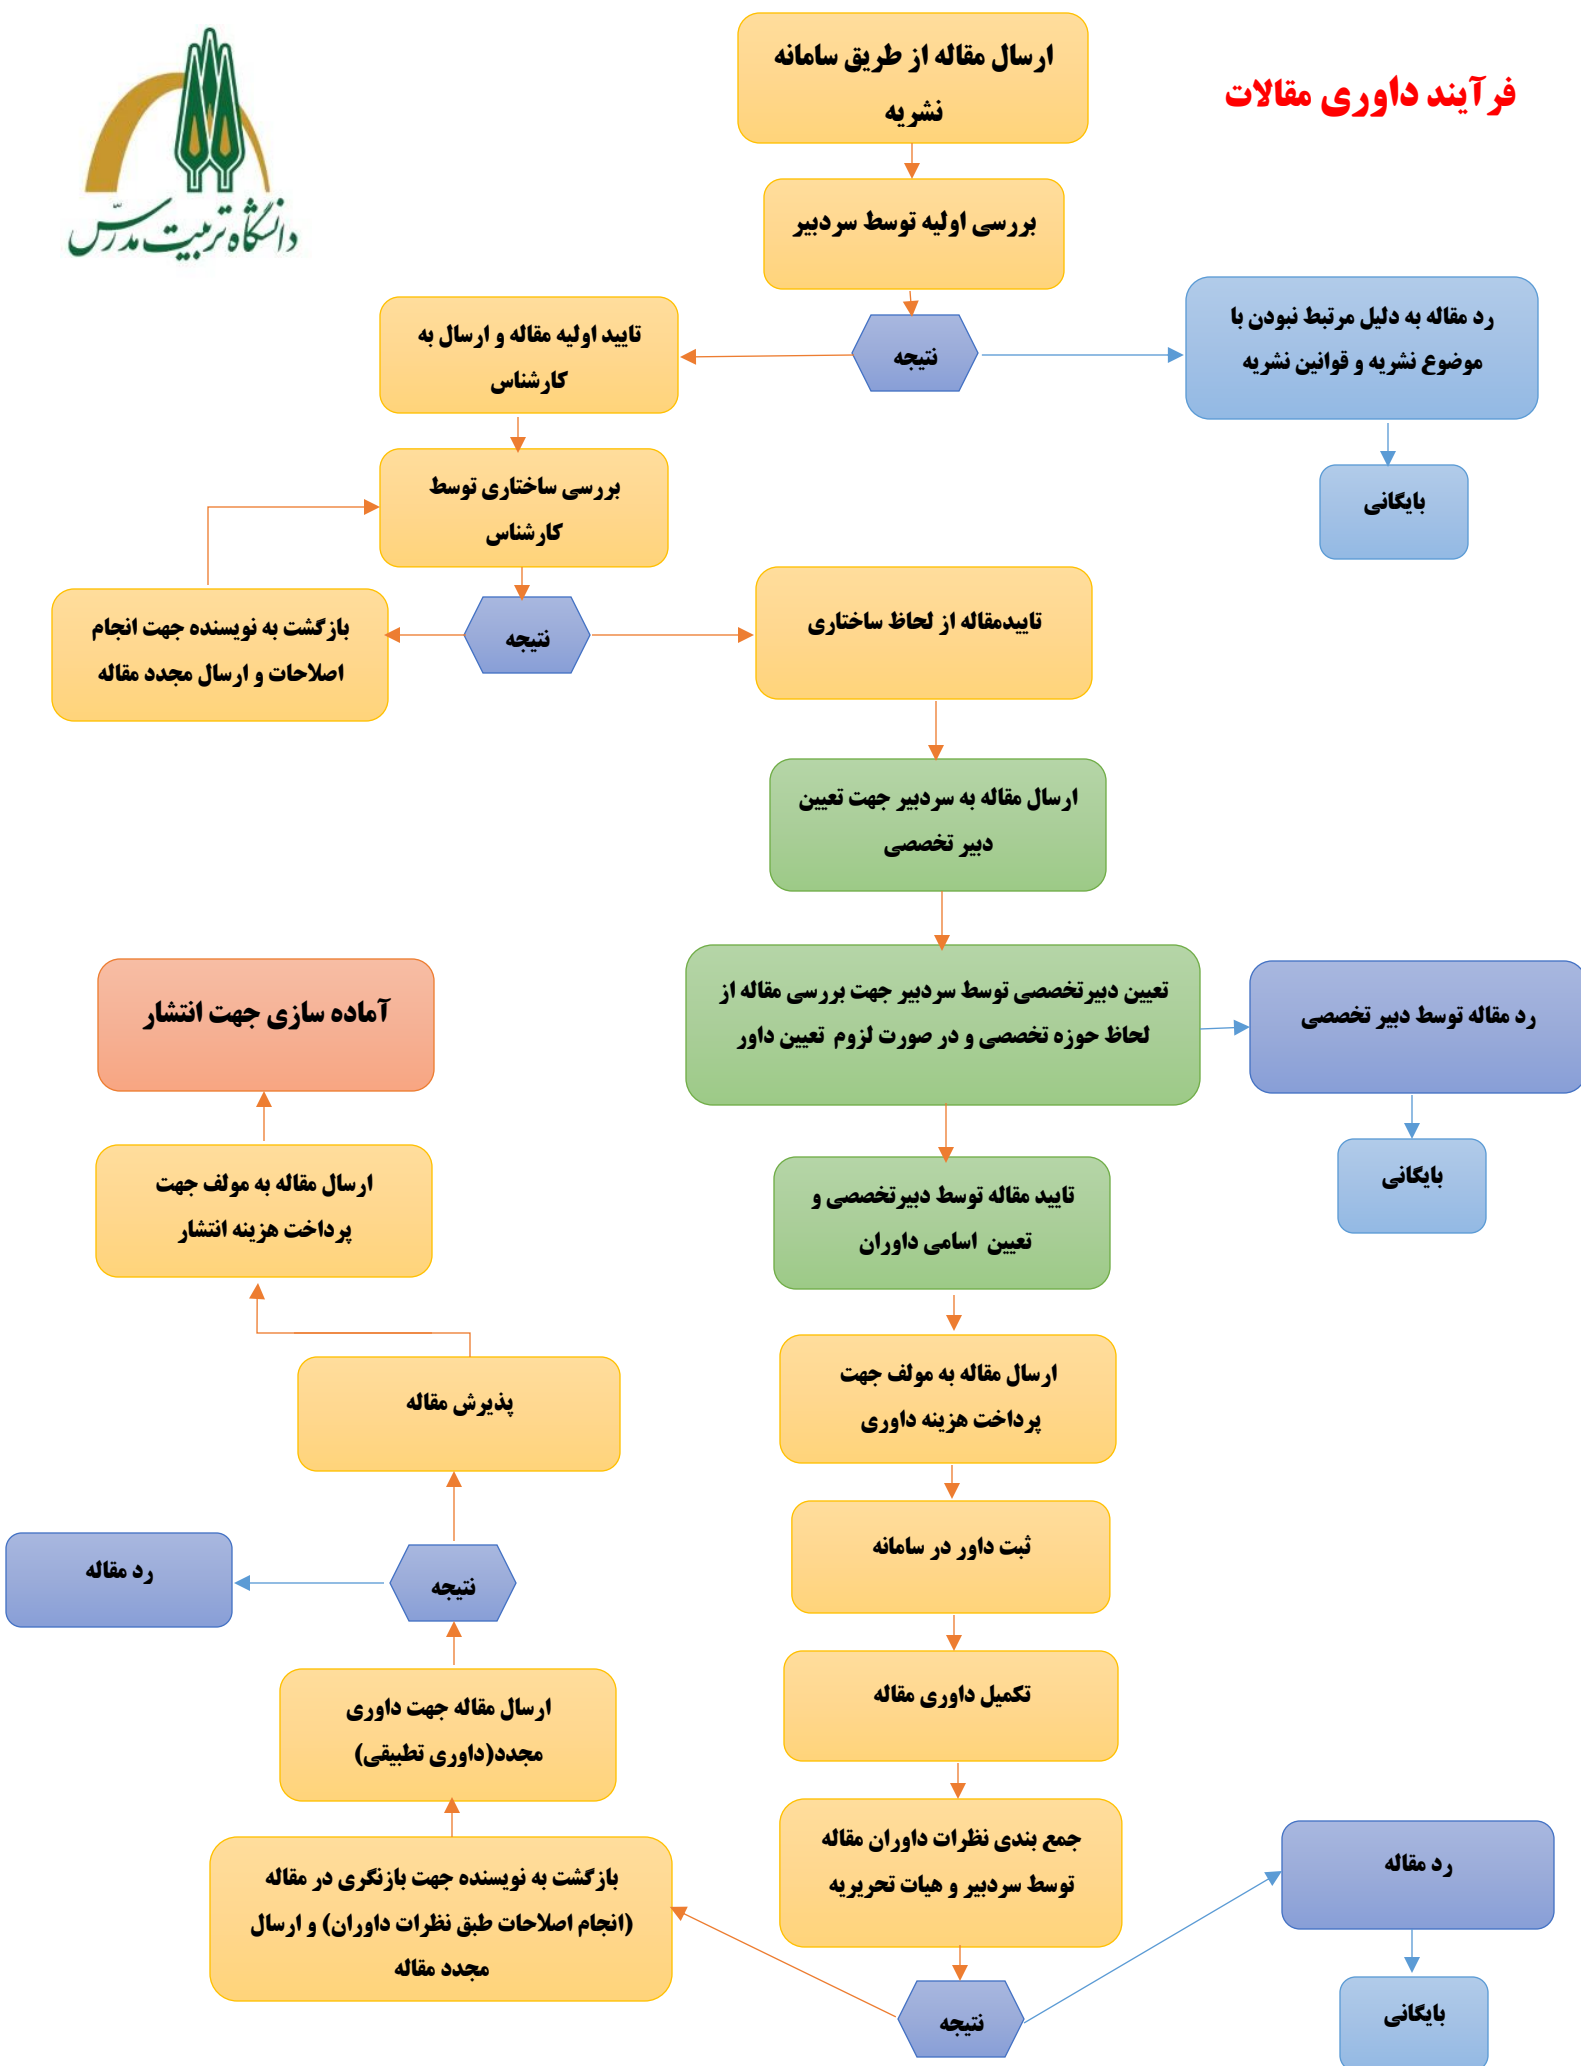 فرآیند داوری مقالات
دانشگاه تربیت مدرّس
ارسال مقاله از طریق سامانه
نشریه
بررسی اولیه توسط سردبیر
نتیجه
رد مقاله به دلیل مرتبط نبودن با
موضوع نشریه و قوانین نشریه
بایگانی
تایید اولیه مقاله و ارسال به
کارشناس
بررسی ساختاری توسط
کارشناس
نتیجه
بازگشت به نویسنده جهت انجام
اصلاحات و ارسال مجدد مقاله
تاییدمقاله از لحاظ ساختاری
ارسال مقاله به سردبیر جهت تعیین
دبیر تخصصی
تعیین دبیرتخصصی توسط سردبیر جهت بررسی مقاله از
لحاظ حوزه تخصصی و در صورت لزوم تعیین داور
رد مقاله توسط دبیر تخصصی
بایگانی
تایید مقاله توسط دبیرتخصصی و
تعیین اسامی داوران
ارسال مقاله به مولف جهت
پرداخت هزینه داوری
ثبت داور در سامانه
تکمیل داوری مقاله
جمع بندی نظرات داوران مقاله
توسط سردبیر و هیات تحریریه
نتیجه
رد مقاله
بایگانی
بازگشت به نویسنده جهت بازنگری در مقاله
(انجام اصلاحات طبق نظرات داوران) و ارسال
مجدد مقاله
ارسال مقاله جهت داوری
مجدد(داوری تطبیقی)
نتیجه
رد مقاله
پذیرش مقاله
ارسال مقاله به مولف جهت
پرداخت هزینه انتشار
آماده سازی جهت انتشار